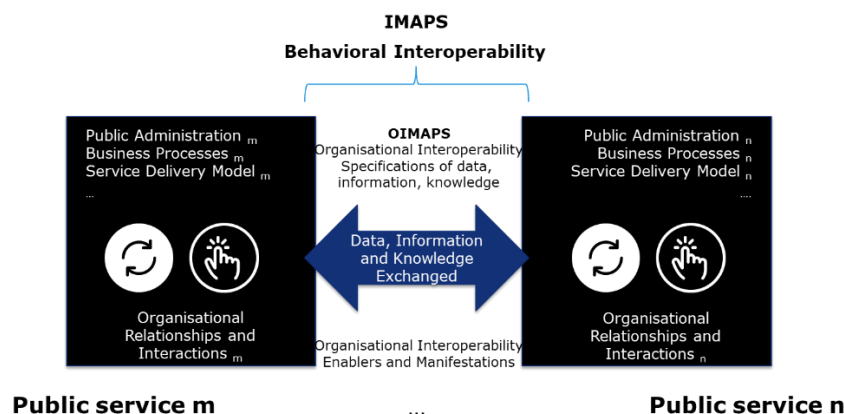 IMAPS
Behavioral Interoperability
Public Administration m
Business Processes m
Service Delivery Model m
...
OIMAPS
Organisational Interoperability
Specifications of data,
information, knowledge
Public Administration n
Business Processes n
Service Delivery Model n
....
Data, Information
and Knowledge
Exchanged
Organisational
Relationships and
Interactions m
Organisational Interoperability
Enablers and Manifestations
Organisational
Relationships and
Interactions n
Public service m
...
Public service n